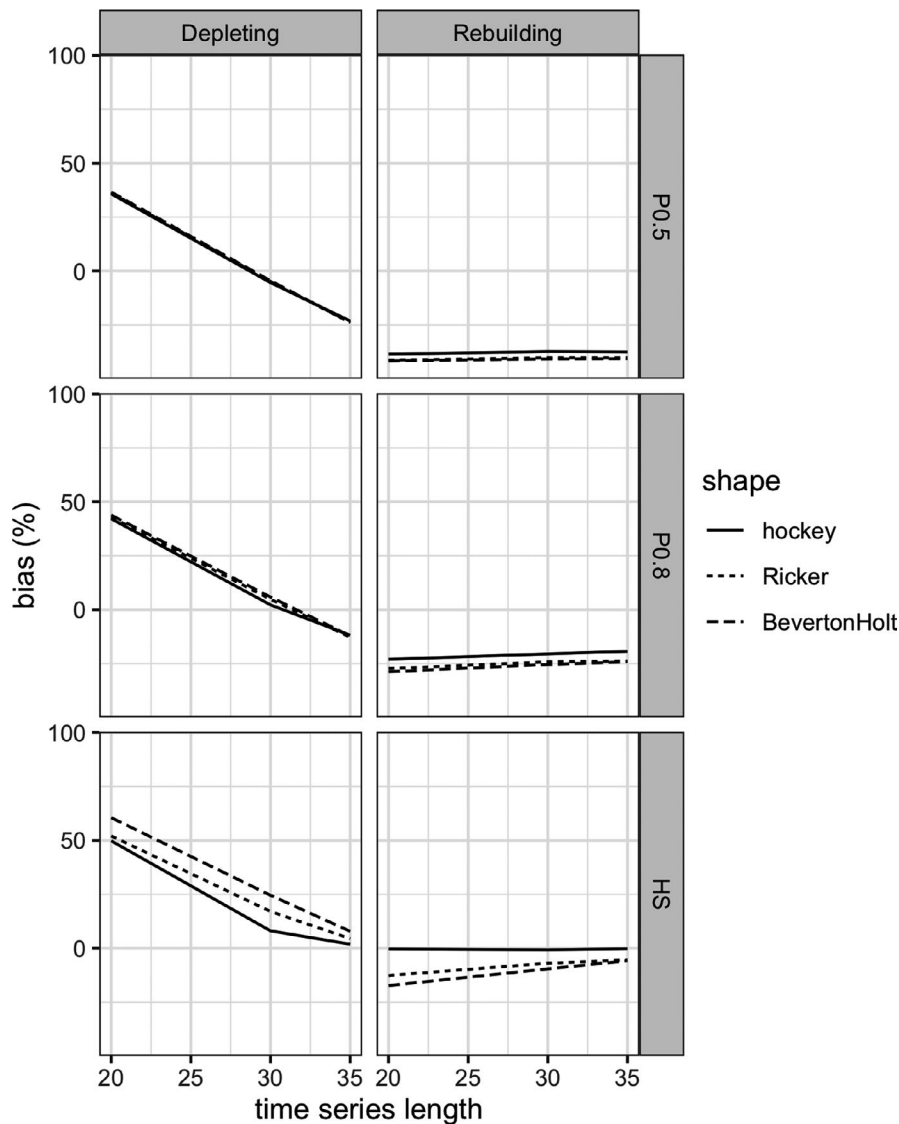 Depleting
Rebuilding
100
50
0
P0.5
100
50
0
P0.8
100
50
0
HS
bias (%)
20 25 30 35
20 25 30 35
time series length
shape
hockey
Ricker
BevertonHolt